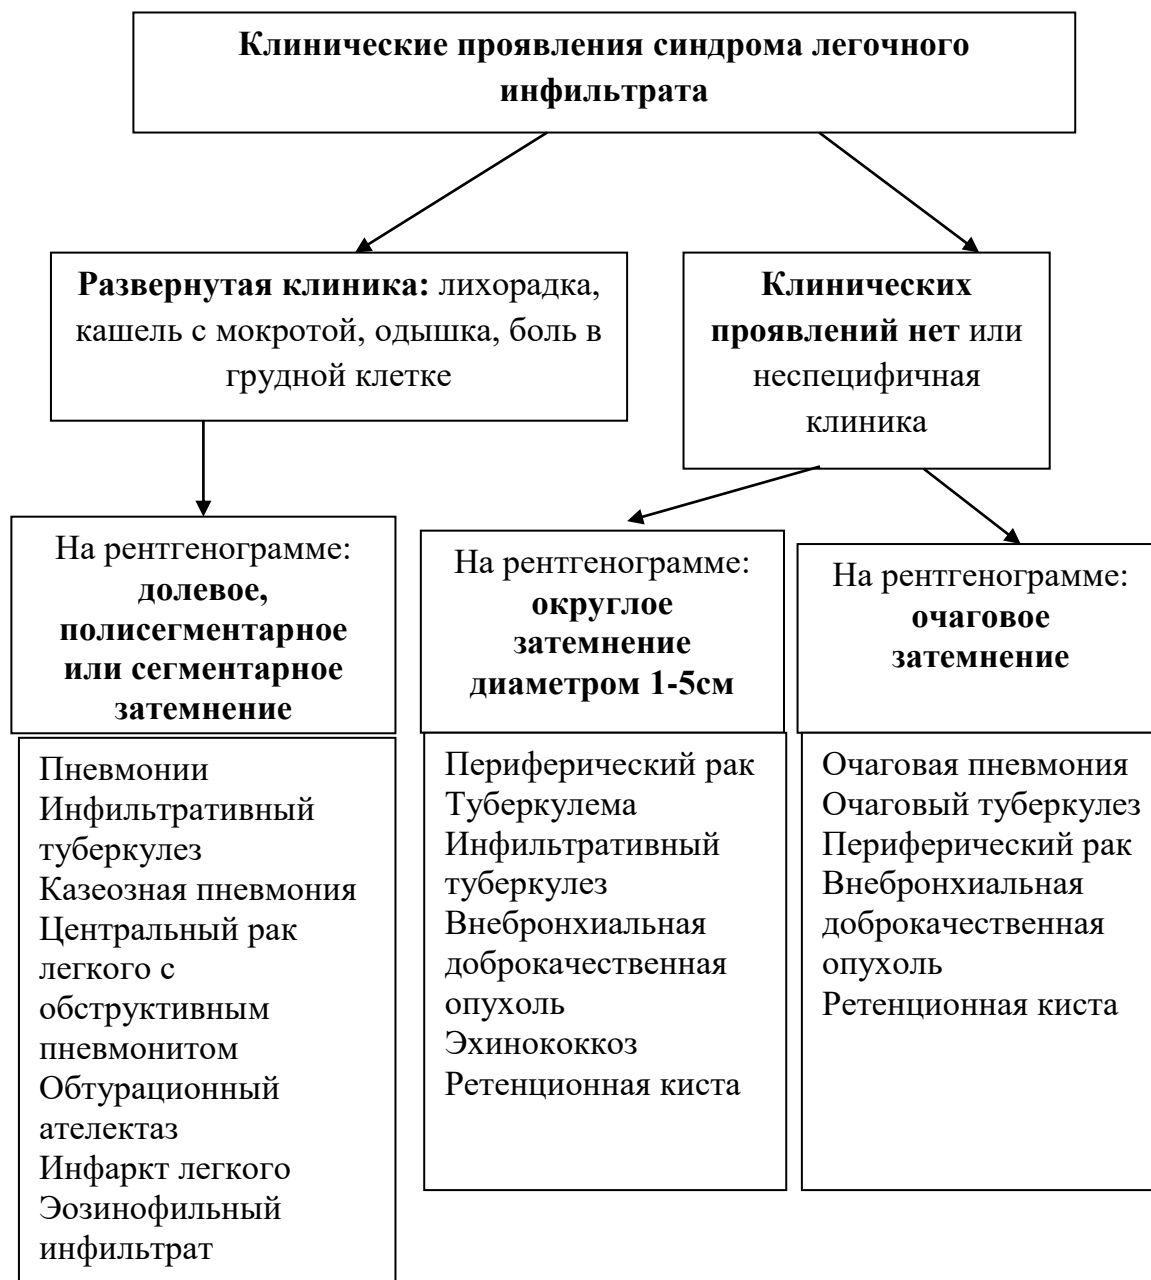 Клинические проявления синдрома легочного
инфильтрата
Развернутая клиника: лихорадка,
кашель с мокротой, одышка, боль в
грудной клетке
Клинических
проявлений нет или
неспецифичная
клиника
На рентгенограмме:
долевое,
полисегментарное
или сегментарное
затемнение
Пневмонии
Инфильтративный
туберкулез
Казеозная пневмония
Центральный рак
легкого с
обструктивным
пневмонитом
Обтурационный
ателектаз
Инфаркт легкого
Эозинофильный
инфильтрат
На рентгенограмме:
округлое
затемнение
диаметром 1-5см
Периферический рак
Туберкулема
Инфильтративный
туберкулез
Внебронхиальная
доброкачественная
опухоль
Эхинококкоз
Ретенционная киста
На рентгенограмме:
очаговое
затемнение
Очаговая пневмония
Очаговый туберкулез
Периферический рак
Внебронхиальная
доброкачественная
опухоль
Ретенционная киста